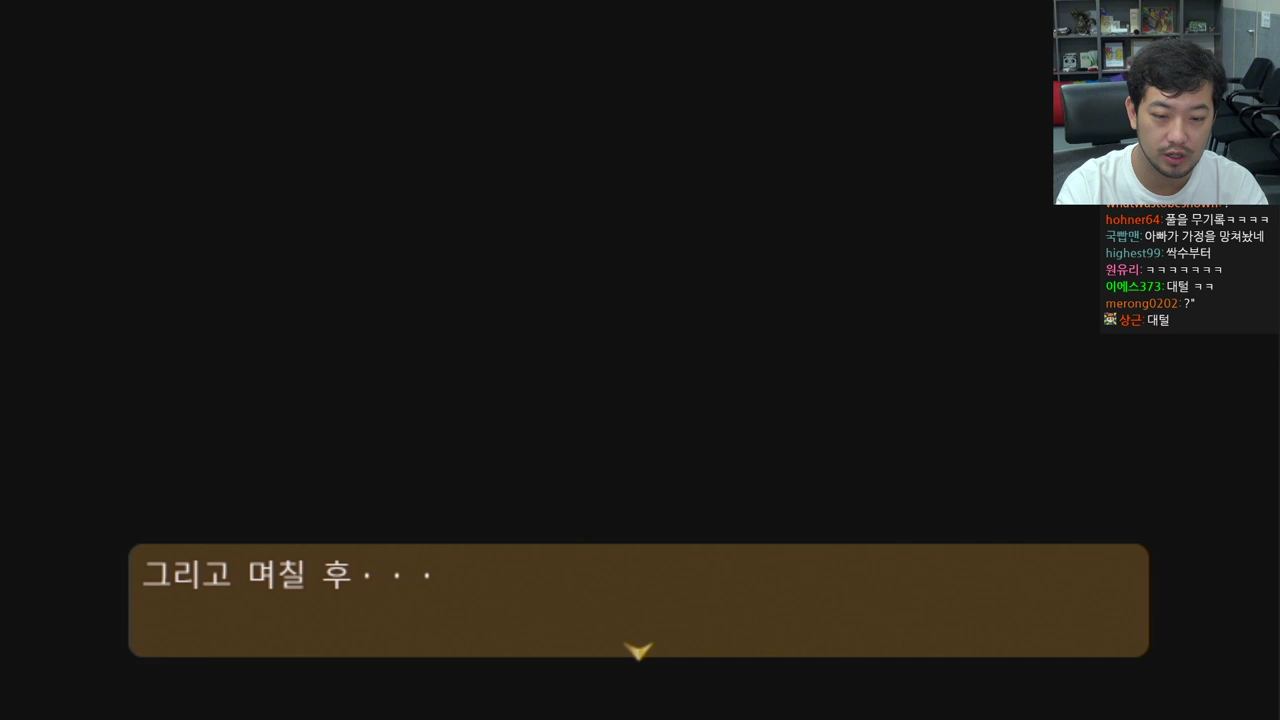 hohner64: 풀을 무기록ㅋㅋㅋㅋ
국빱맨: 아빠가 가정을 망쳐놨네
highest99: 싹수부터
원유리: ㅋㅋㅋㅋㅋㅋㅋ
이에스373: 대털 ㅋㅋ
merong0202: ?"
상근: 대털
그리고 며칠 후· · ·